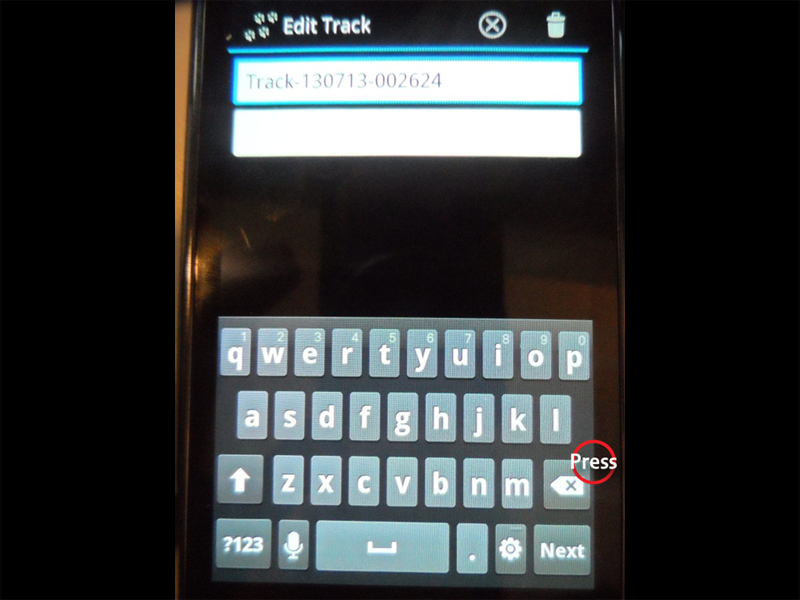 Edit Track
Track-130713-002624
1 2 3 4 5 6 7 8 9 0
q w e r t y u i o p
a s d f g h j k l
Press
z x c v b n m
?123 . Next